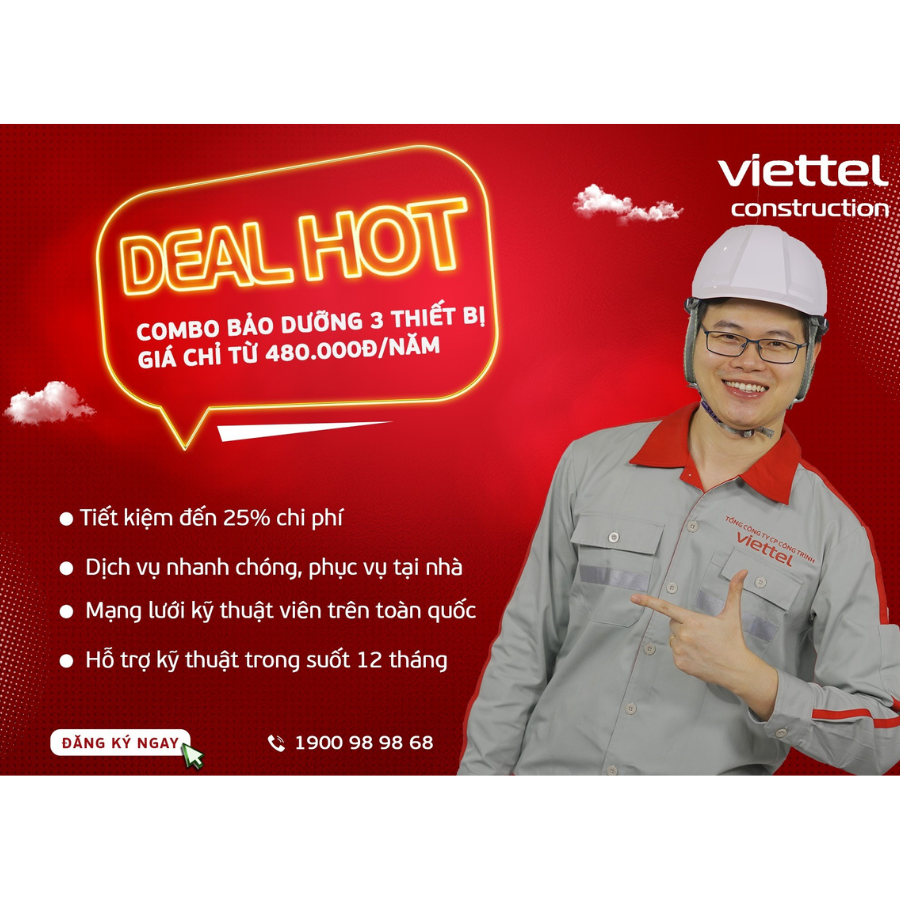 viettel
construction
DEAL HOT
COMBO BẢO DƯỠNG 3 THIẾT BỊ
GIÁ CHỈ TỪ 480.000Đ/NĂM
Tiết kiệm đến 25% chi phí
Dịch vụ nhanh chóng, phục vụ tại nhà
Mạng lưới kỹ thuật viên trên toàn quốc
Hỗ trợ kỹ thuật trong suốt 12 tháng
TỔNG CÔNG TY CP CÔNG TRÌNH
viettel
ĐĂNG KÝ NGAY
1900 98 98 68